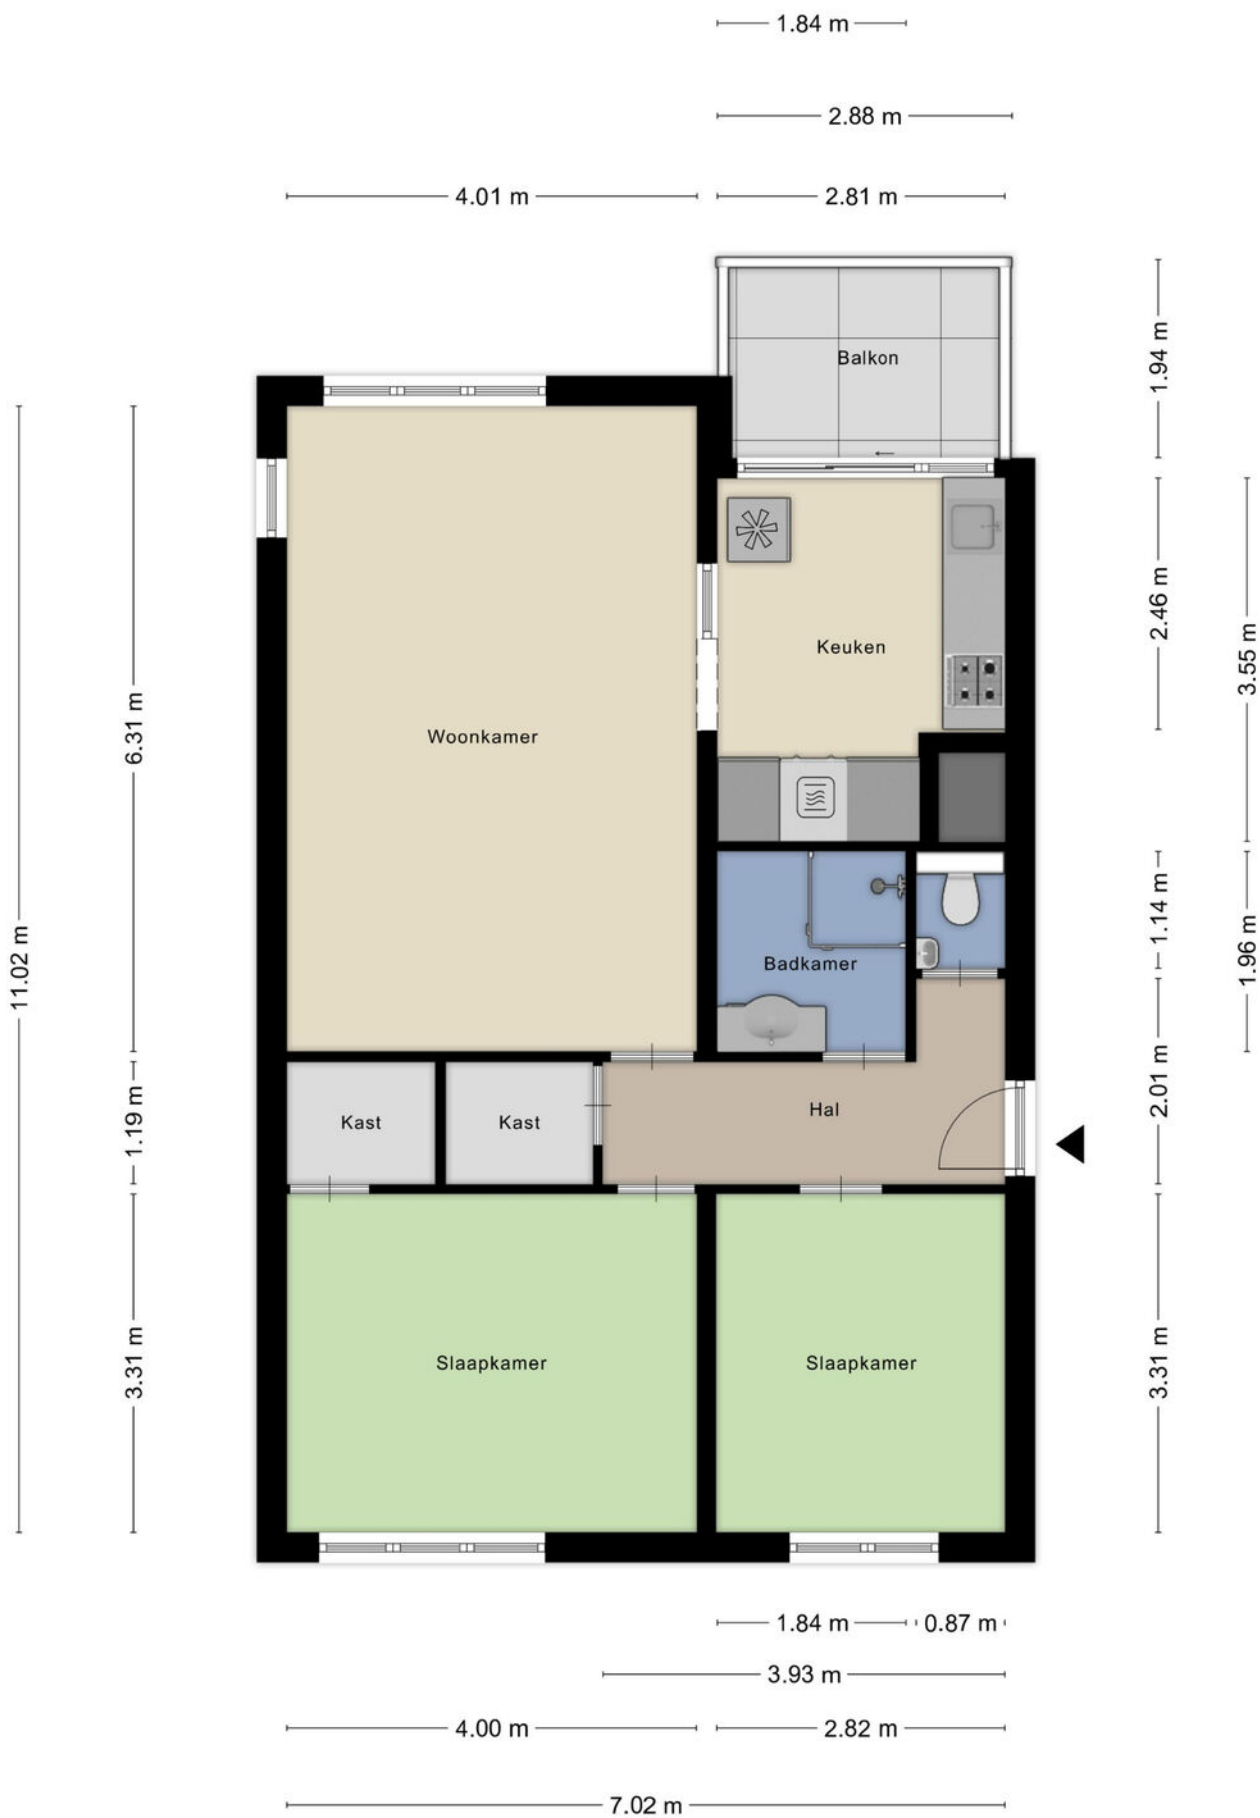 1.84 m
2.88 m
4.01 m
2.81 m
Balkon
1.94 m
Keuken
2.46 m
3.55 m
Woonkamer
6.31 m
11.02 m
Badkamer
1.14 m
1.96 m
Kast
Kast
Hal
1.19 m
2.01 m
Slaapkamer
Slaapkamer
3.31 m
3.31 m
1.84 m
0.87 m
3.93 m
4.00 m
2.82 m
7.02 m